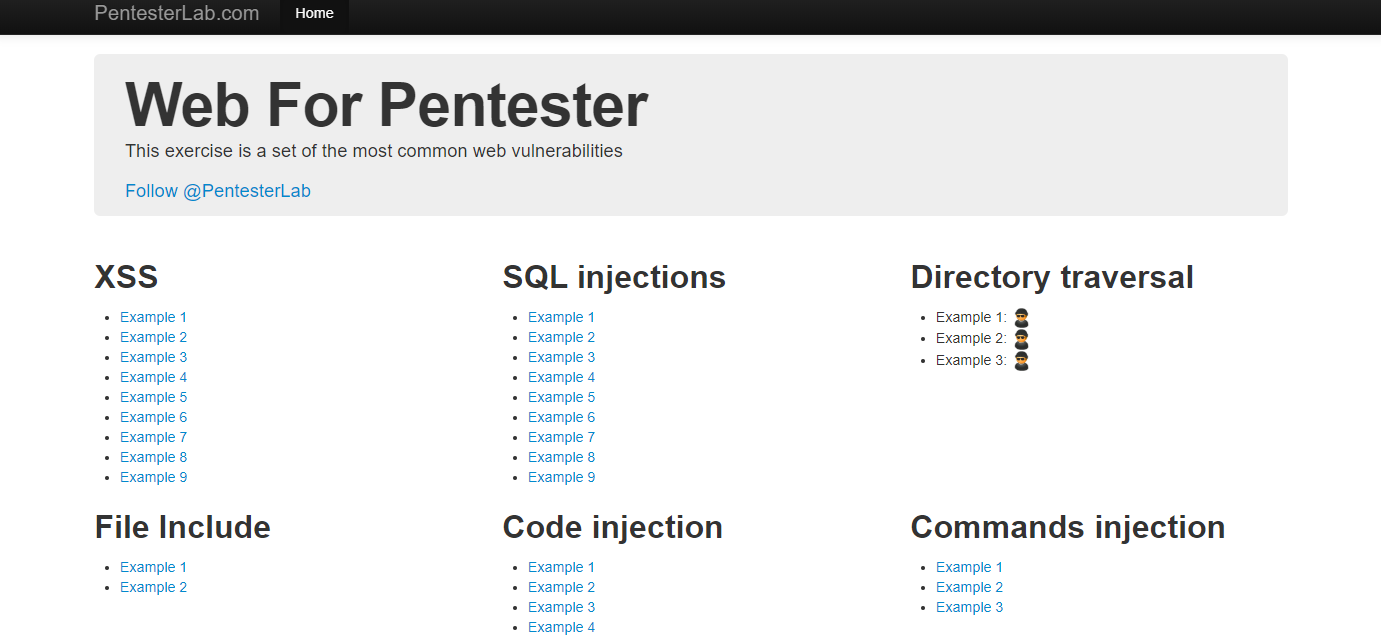 PentesterLab.com Home
Web For Pentester
This exercise is a set of the most common web vulnerabilities
Follow @PentesterLab
XSS
Example 1
Example 2
Example 3
Example 4
Example 5
Example 6
Example 7
Example 8
Example 9
SQL injections
Example 1
Example 2
Example 3
Example 4
Example 5
Example 6
Example 7
Example 8
Example 9
Directory traversal
Example 1:
Example 2:
Example 3:
File Include
Example 1
Example 2
Code injection
Example 1
Example 2
Example 3
Example 4
Commands injection
Example 1
Example 2
Example 3